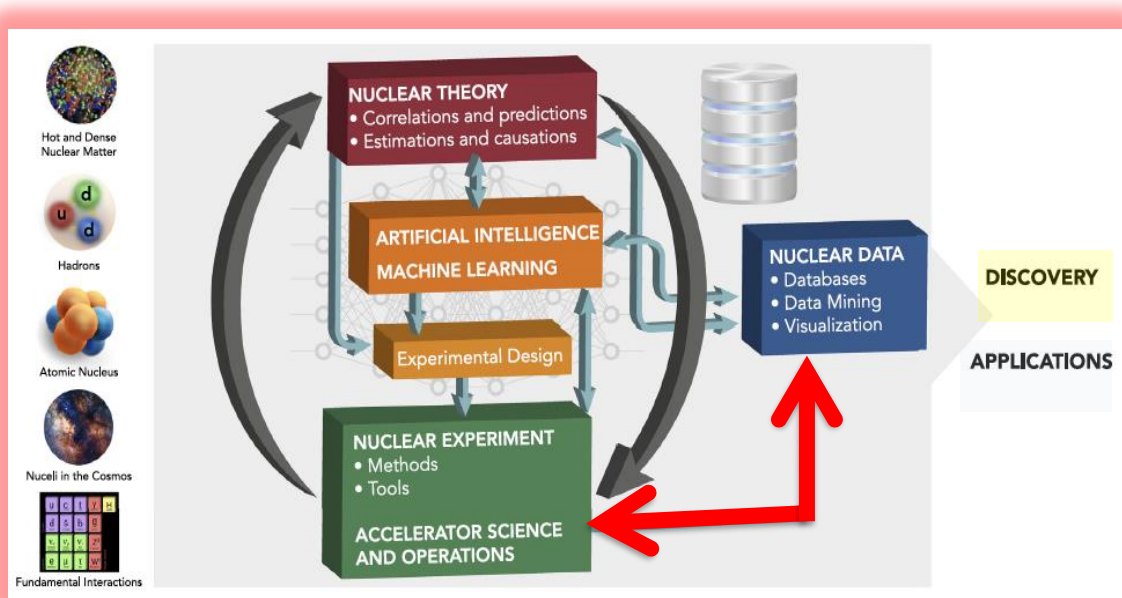 Hot and Dense
Nuclear Matter
u
d
d
Hadrons
Atomic Nucleus
Nuceli in the Cosmos
u c t γ H
d s b g
Fundamental Interactions
NUCLEAR THEORY
• Correlations and predictions
• Estimations and causations
ARTIFICIAL INTELLIGENCE
MACHINE LEARNING
Experimental Design
NUCLEAR EXPERIMENT
• Methods
• Tools
ACCELERATOR SCIENCE
AND OPERATIONS
NUCLEAR DATA
• Databases
• Data Mining
• Visualization
DISCOVERY
APPLICATIONS